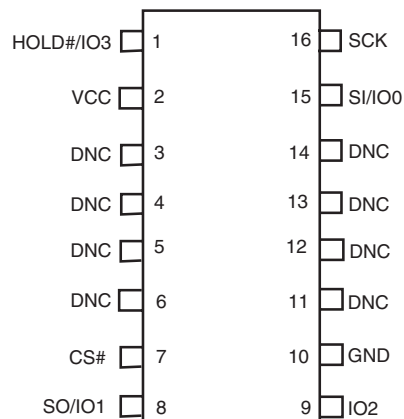 HOLD#/IO3 1 16 SCK
VCC 2 15 SI/IO0
DNC 3 14 DNC
DNC 4 13 DNC
DNC 5 12 DNC
DNC 6 11 DNC
CS# 7 10 GND
SO/IO1 8 9 IO2